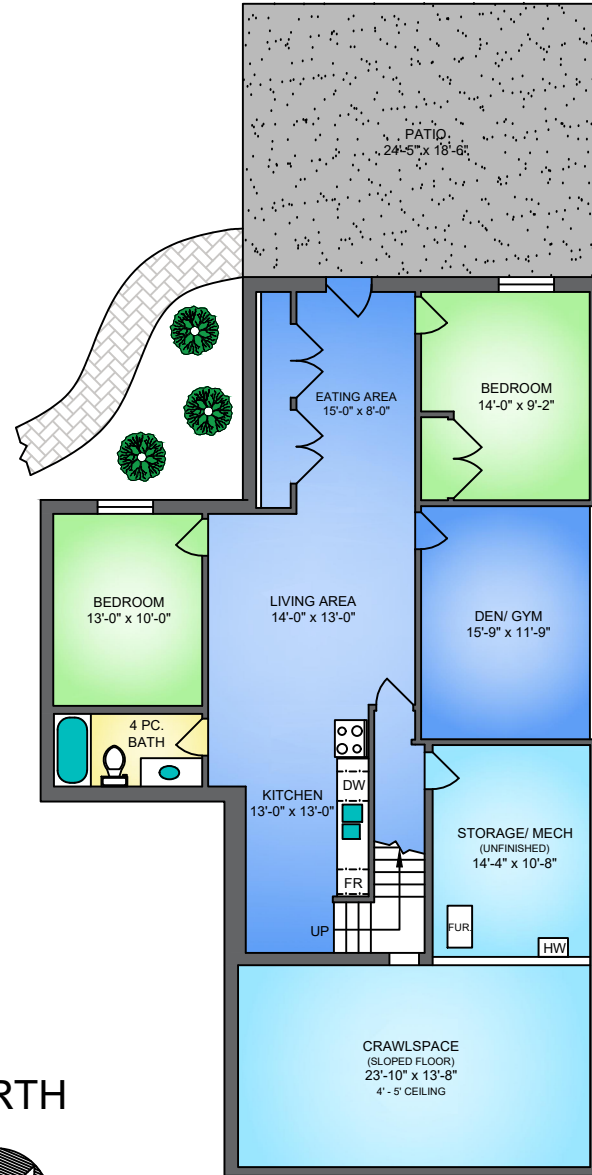 PATIO
24'-5" x 18'-6"
EATING AREA
15'-0" x 8'-0"
BEDROOM
14'-0" x 9'-2"
BEDROOM
13'-0" x 10'-0"
LIVING AREA
14'-0" x 13'-0"
DEN/ GYM
15'-9" x 11'-9"
4 PC.
BATH
KITCHEN
13'-0" x 13'-0"
DW
FR
UP
STORAGE/ MECH
(UNFINISHED)
14'-4" x 10'-8"
FUR.
HW
CRAWLSPACE
(SLOPED FLOOR)
23'-10" x 13'-8"
4' - 5' CEILING
RTH